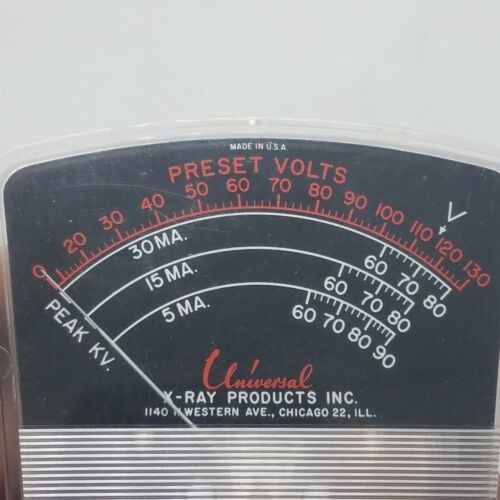 MADE IN U.S.A.
PRESET VOLTS
0 20 30 40 50 60 70 80 90 100 110 120 130
V
30 MA. 60 70 80
15 MA. 60 70 80
5 MA. 60 70 80 90
PEAK KV.
Universal
X-RAY PRODUCTS INC.
1140 N WESTERN AVE., CHICAGO 22, ILL.